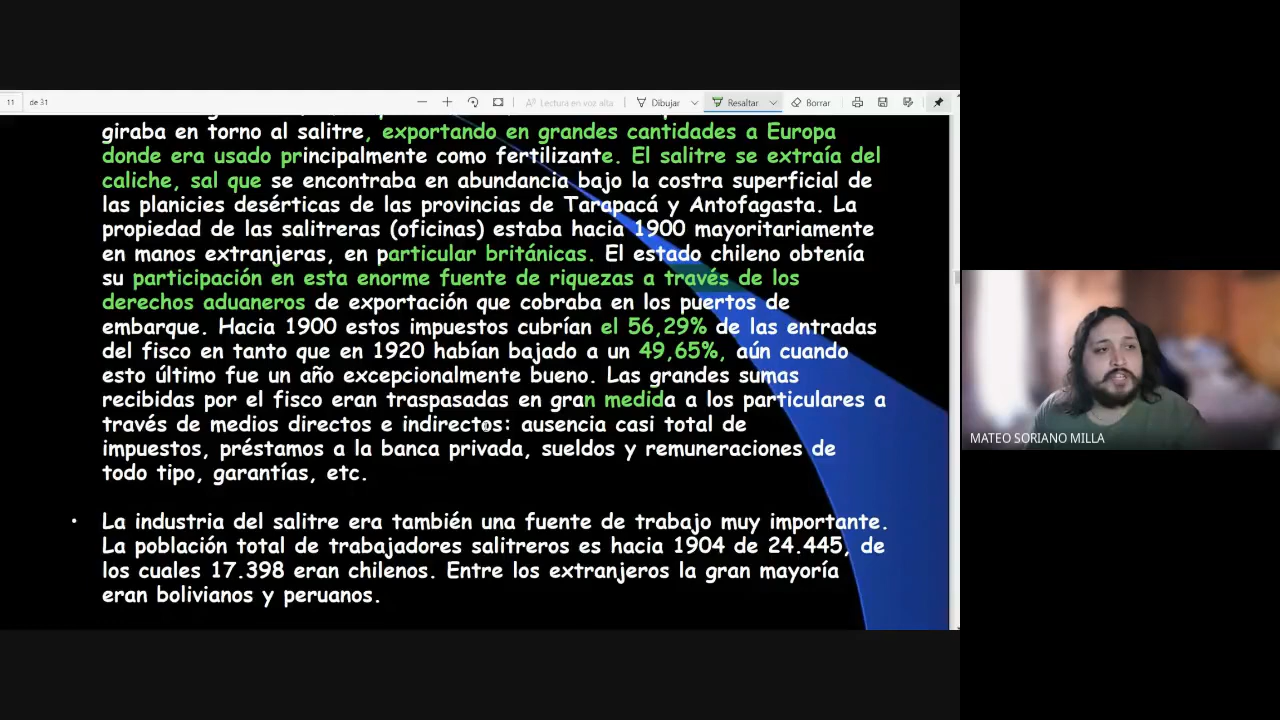 11 de 31 Lectura en voz alta Dibujar Resaltar Borrar
giraba en torno al salitre, exportando en grandes cantidades a Europa
donde era usado principalmente como fertilizante. El salitre se extraía del
caliche, sal que se encontraba en abundancia bajo la costra superficial de
las planicies desérticas de las provincias de Tarapacá y Antofagasta. La
propiedad de las salitreras (oficinas) estaba hacia 1900 mayoritariamente
en manos extranjeras, en particular británicas. El estado chileno obtenía
su participación en esta enorme fuente de riquezas a través de los
derechos aduaneros de exportación que cobraba en los puertos de
embarque. Hacia 1900 estos impuestos cubrían el 56,29% de las entradas
del fisco en tanto que en 1920 habían bajado a un 49,65%, aún cuando
esto último fue un año excepcionalmente bueno. Las grandes sumas
recibidas por el fisco eran traspasadas en gran medida a los particulares a
través de medios directos e indirectos: ausencia casi total de
impuestos, préstamos a la banca privada, sueldos y remuneraciones de
todo tipo, garantías, etc.
• La industria del salitre era también una fuente de trabajo muy importante.
La población total de trabajadores salitreros es hacia 1904 de 24.445, de
los cuales 17.398 eran chilenos. Entre los extranjeros la gran mayoría
eran bolivianos y peruanos.
MATEO SORIANO MILLA